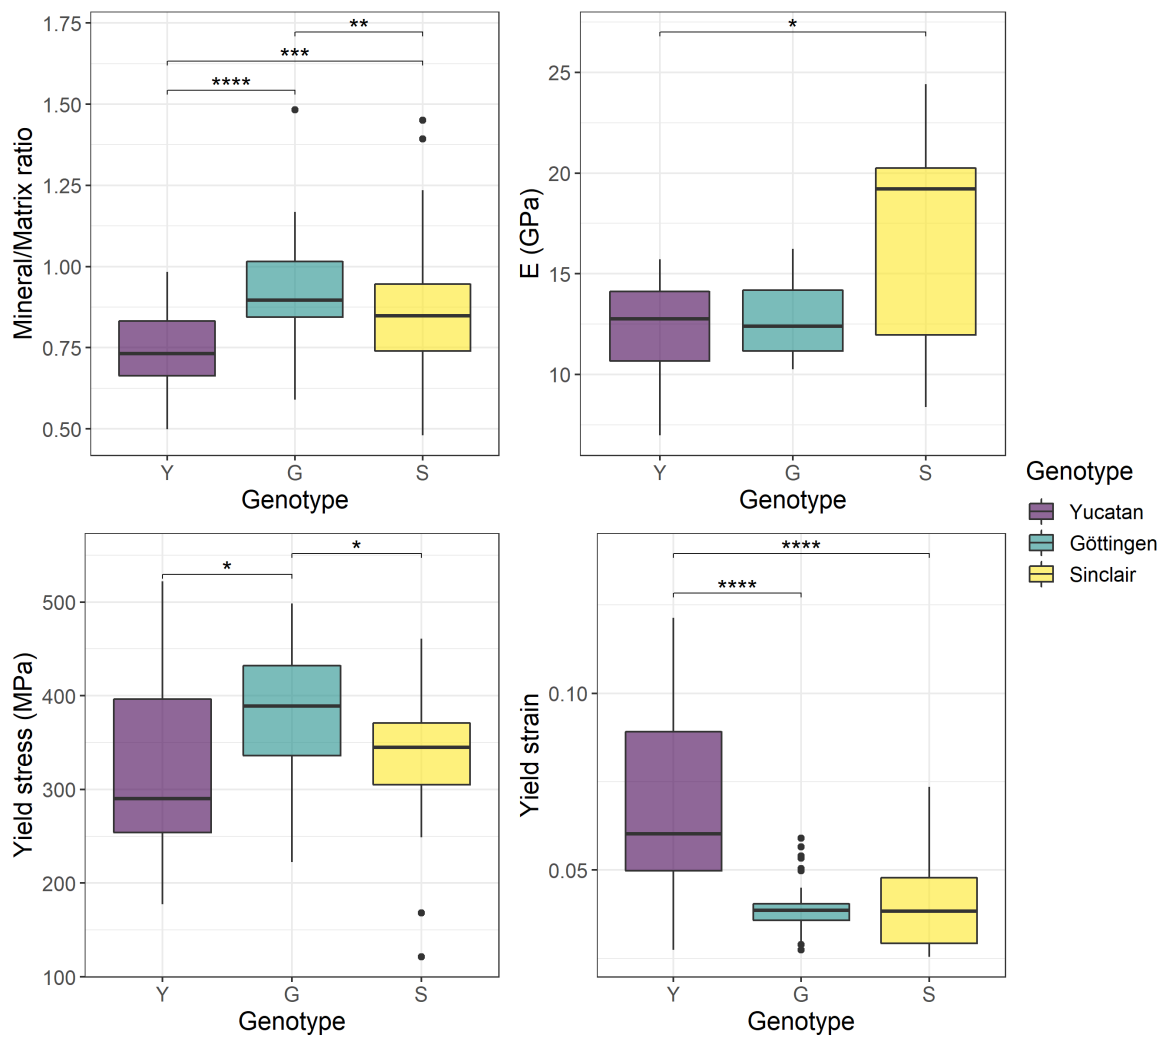 Mineral/Matrix ratio
1.75
1.50
1.25
1.00
0.75
0.50
**
***
****
Y G S
Genotype
E (GPa)
25
20
15
10
*
Y G S
Genotype
Yield stress (MPa)
500
400
300
200
100
*
*
Y G S
Genotype
Yield strain
0.10
0.05
****
****
Y G S
Genotype
Genotype
Yucatan
Göttingen
Sinclair